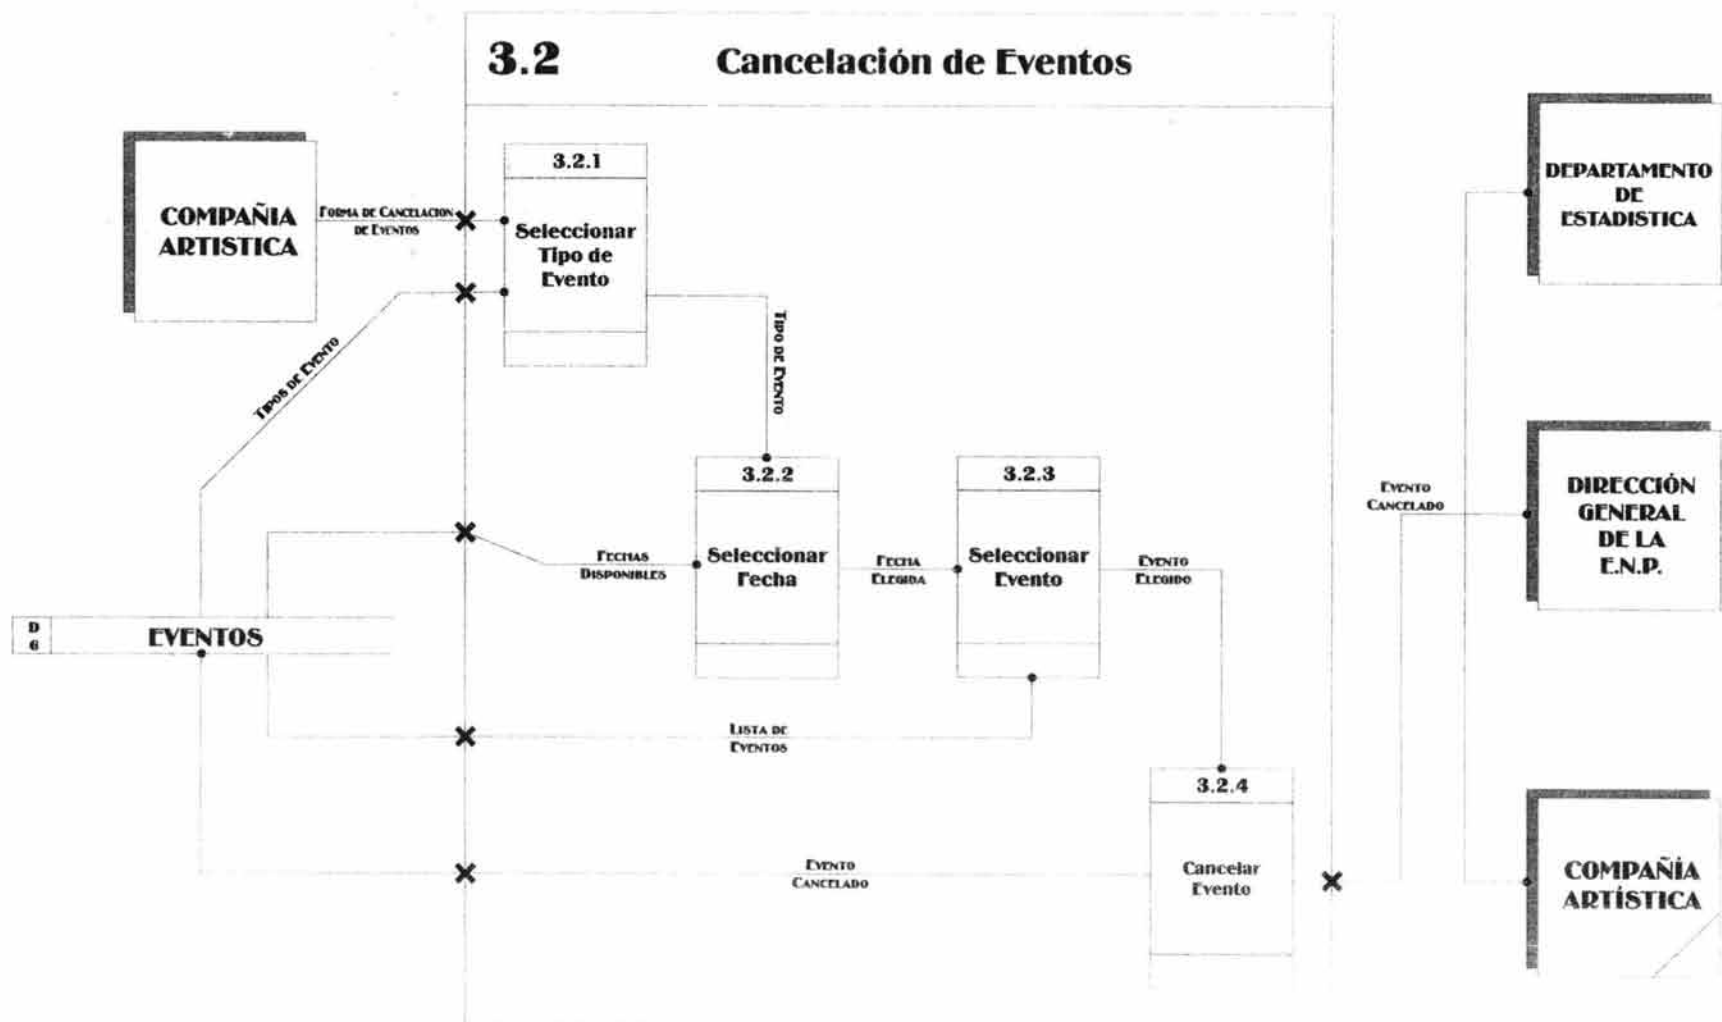 3.2 Cancelación de Eventos
COMPAÑIA
ARTISTICA
FORMA DE CANCELACION
DE EVENTOS
3.2.1
Seleccionar
Tipo de
Evento
TIPOS DE EVENTO
TIPO DE EVENTO
DEPARTAMENTO
DE
ESTADISTICA
3.2.2
Seleccionar
Fecha
FECHAS
DISPONIBLES
FECHA
ELEGIDA
3.2.3
Seleccionar
Evento
EVENTO
ELEGIDO
EVENTO
CANCELADO
DIRECCIÓN
GENERAL
DE LA
E.N.P.
D
6
EVENTOS
LISTA DE
EVENTOS
3.2.4
Cancelar
Evento
EVENTO
CANCELADO
COMPAÑÍA
ARTÍSTICA